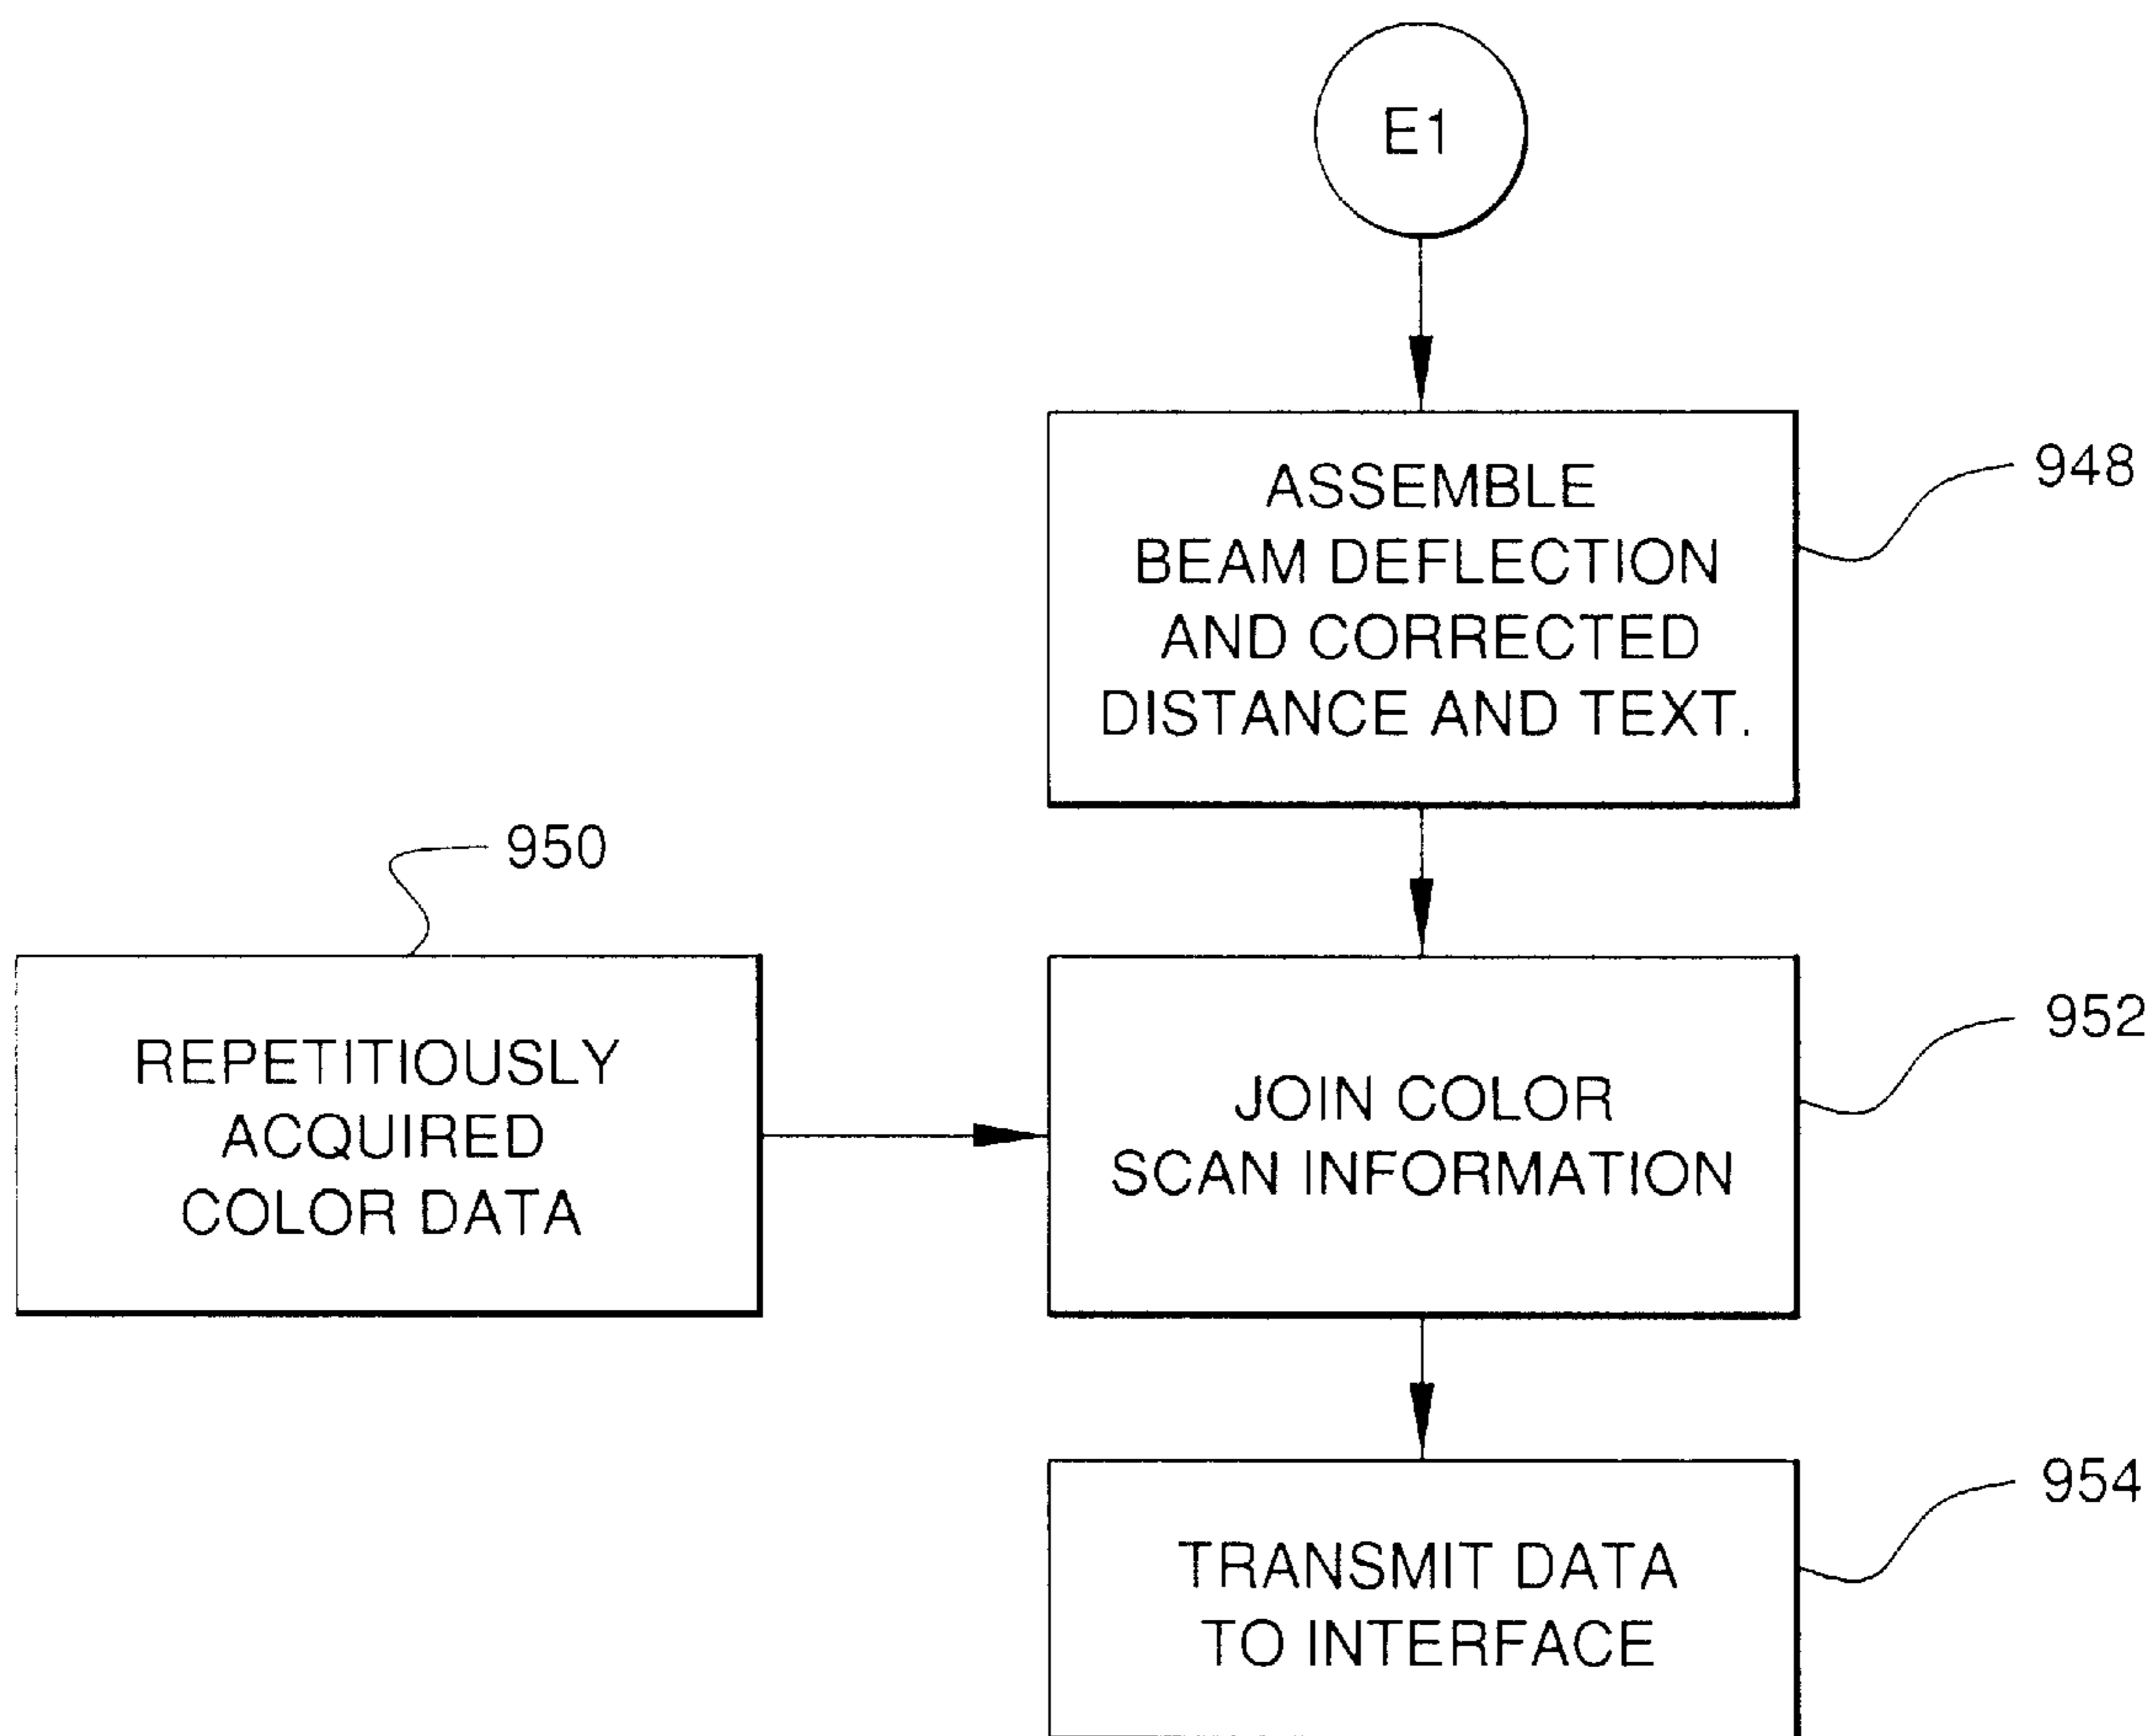 E1
ASSEMBLE
BEAM DEFLECTION
AND CORRECTED
DISTANCE AND TEXT.
948
950
REPETITIOUSLY
ACQUIRED
COLOR DATA
JOIN COLOR
SCAN INFORMATION
952
TRANSMIT DATA
TO INTERFACE
954